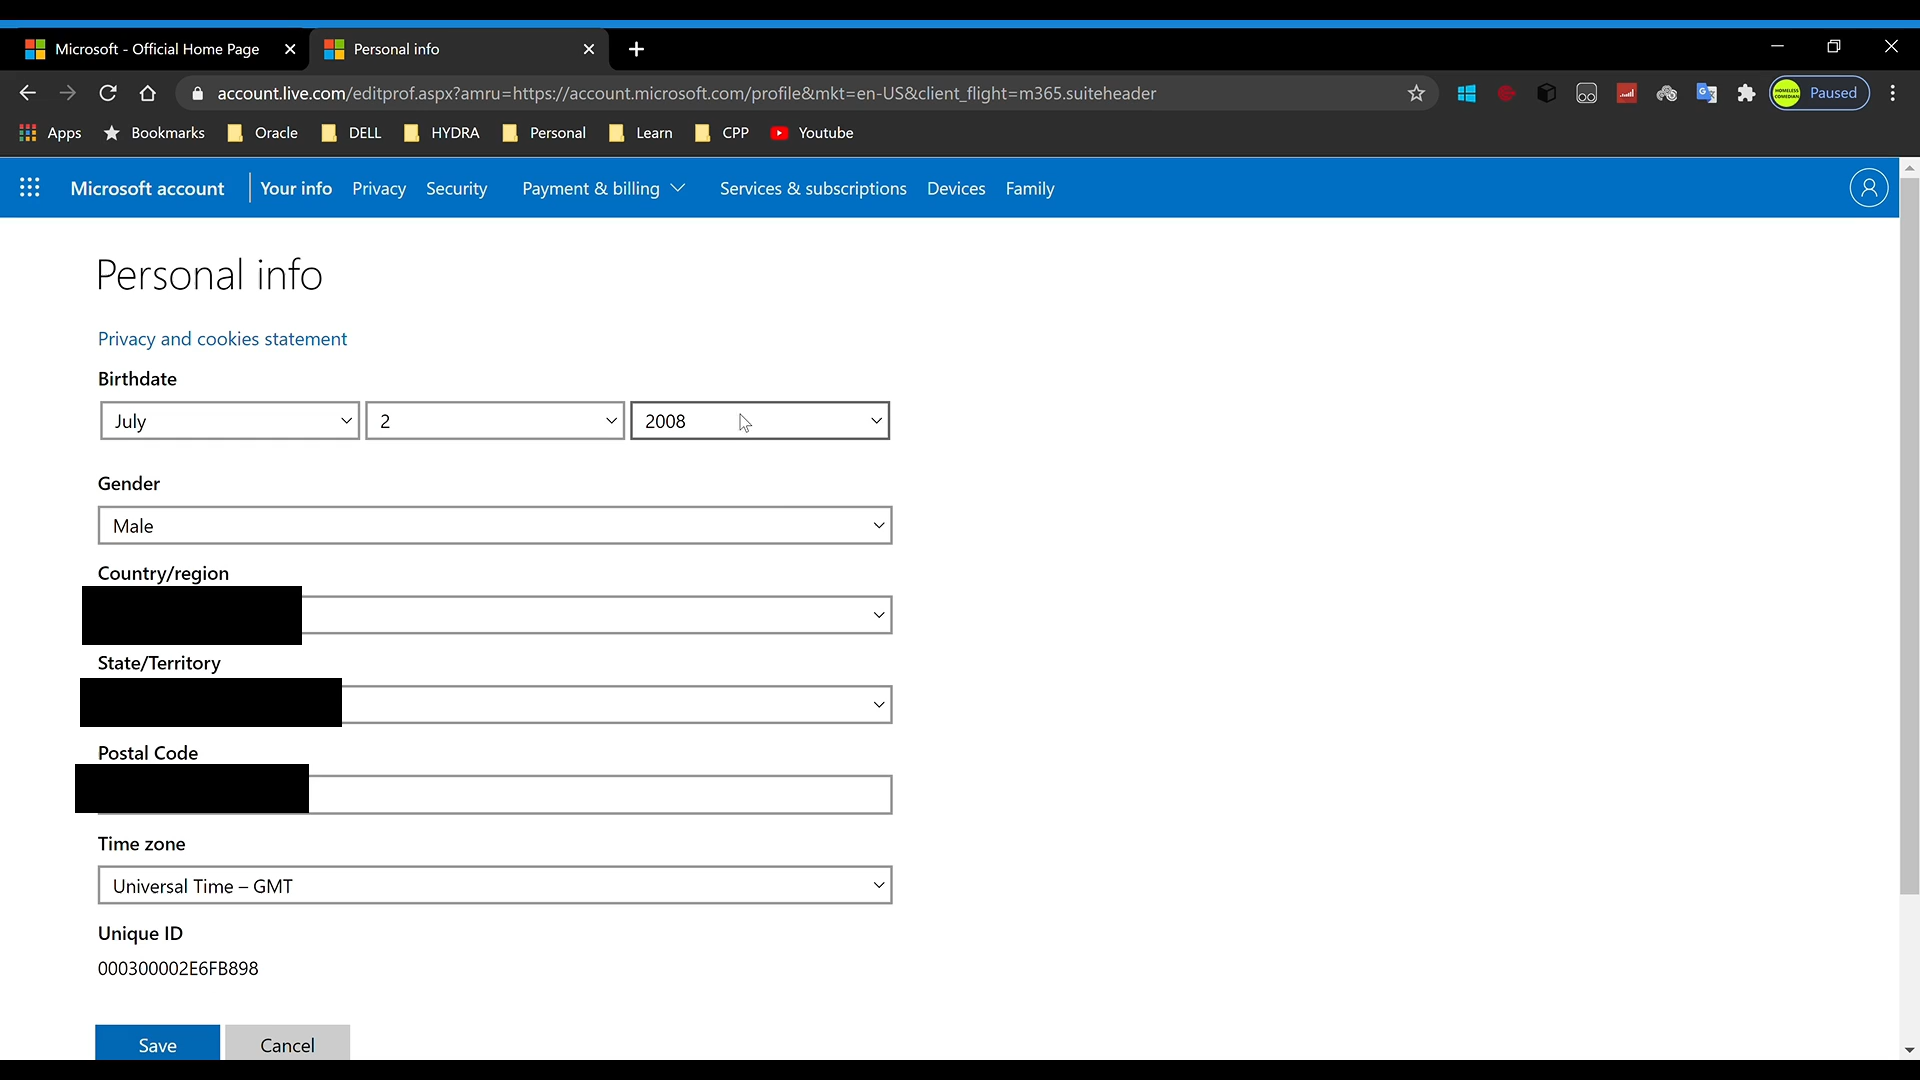 Microsoft - Official Home Page
Personal info
account.live.com/editprof.aspx?amru=https://account.microsoft.com/profile&mkt=en-US&client_flight=m365.suiteheader
HOMELESS
COMEDIAN
Paused
Apps
Bookmarks
Oracle
DELL
HYDRA
Personal
Learn
CPP
Youtube
Microsoft account
Your info
Privacy
Security
Payment & billing
Services & subscriptions
Devices
Family
Personal info
Privacy and cookies statement
Birthdate
July
2
2008
Gender
Male
Country/region
State/Territory
Postal Code
Time zone
Universal Time – GMT
Unique ID
000300002E6FB898
Save
Cancel